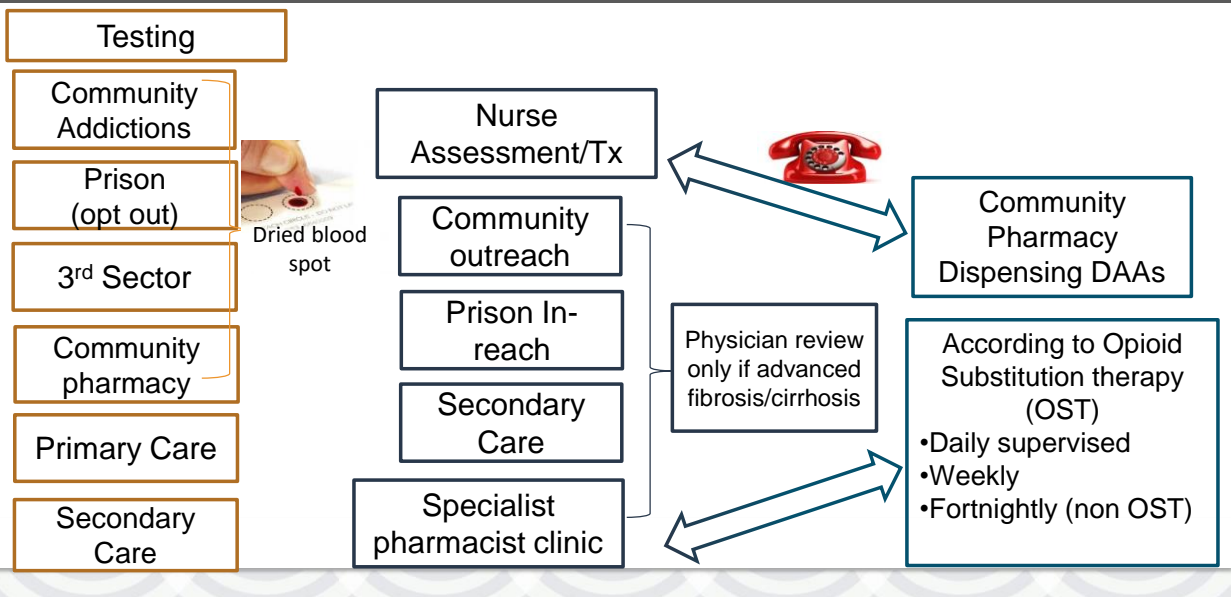 Testing
Community
Addictions
Prison
(opt out)
3rd Sector
Community
pharmacy
Primary Care
Secondary
Care
Dried blood
spot
Nurse
Assessment/Tx
Community
outreach
Prison In-
reach
Secondary
Care
Specialist
pharmacist clinic
Physician review
only if advanced
fibrosis/cirrhosis
Community
Pharmacy
Dispensing DAAs
According to Opioid
Substitution therapy
(OST)
•Daily supervised
•Weekly
•Fortnightly (non OST)